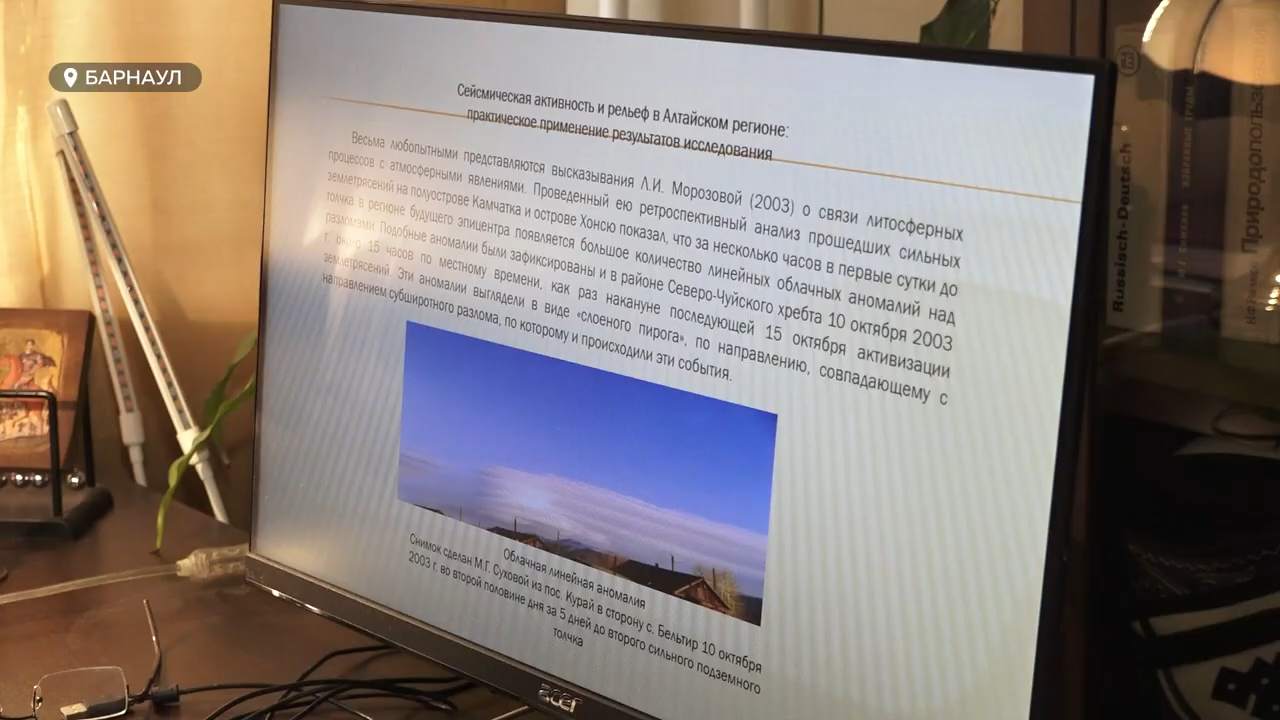 БАРНАУЛ
Сейсмическая активность и рельеф в Алтайском регионе:
практическое применение результатов исследования
Весьма любопытными представляются высказывания Л.И. Морозовой (2003) о связи литосферных
процессов с атмосферными явлениями. Проведенный ею ретроспективный анализ прошедших сильных
землетрясений на полуострове Камчатка и острове Хонсю показал, что за несколько часов в первые сутки до
толчка в регионе будущего эпицентра появляется большое количество линейных облачных аномалий над
разломами. Подобные аномалии были зафиксированы и в районе Северо-Чуйского хребта 10 октября 2003
г. около 15 часов по местному времени, как раз накануне последующей 15 октября активизации
землетрясений. Эти аномалии выглядели в виде «слоеного пирога», по направлению, совпадающему с
направлением субширотного разлома, по которому и происходили эти события.
Облачная линейная аномалия
Снимок сделан М.Г. Суховой из пос. Курай в сторону с. Бельтир 10 октября
2003 г. во второй половине дня за 5 дней до второго сильного подземного
толчка
acer
Russisch-Deutsch
Природопользование